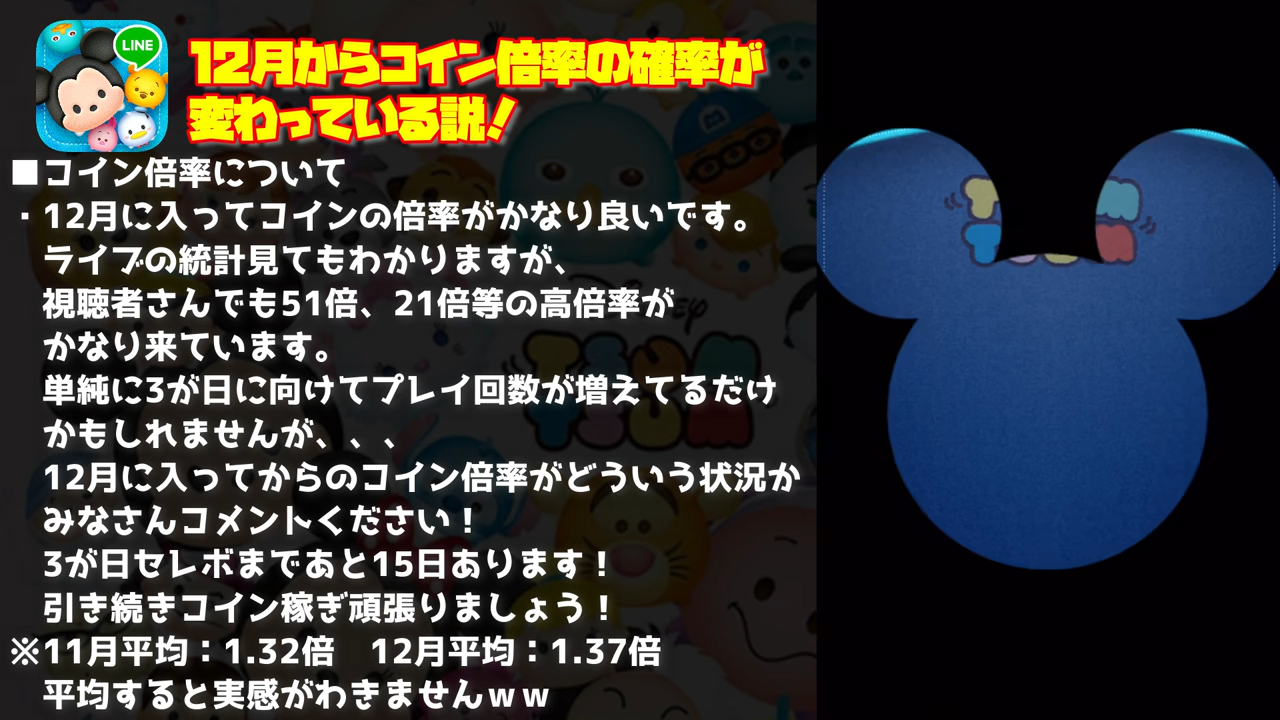 LINE
12月からコイン倍率の確率が
変わっている説!
■コイン倍率について
・12月に入ってコインの倍率がかなり良いです。
ライブの統計見てもわかりますが、
視聴者さんでも51倍、21倍等の高倍率が
かなり来ています。
単純に3が日に向けてプレイ回数が増えてるだけ
かもしれませんが、、、
12月に入ってからのコイン倍率がどういう状況か
みなさんコメントください！
3が日セレボまであと15日あります！
引き続きコイン稼ぎ頑張りましょう！
※11月平均：1.32倍　12月平均：1.37倍
平均すると実感がわきませんｗｗ
TSUM
TSUM